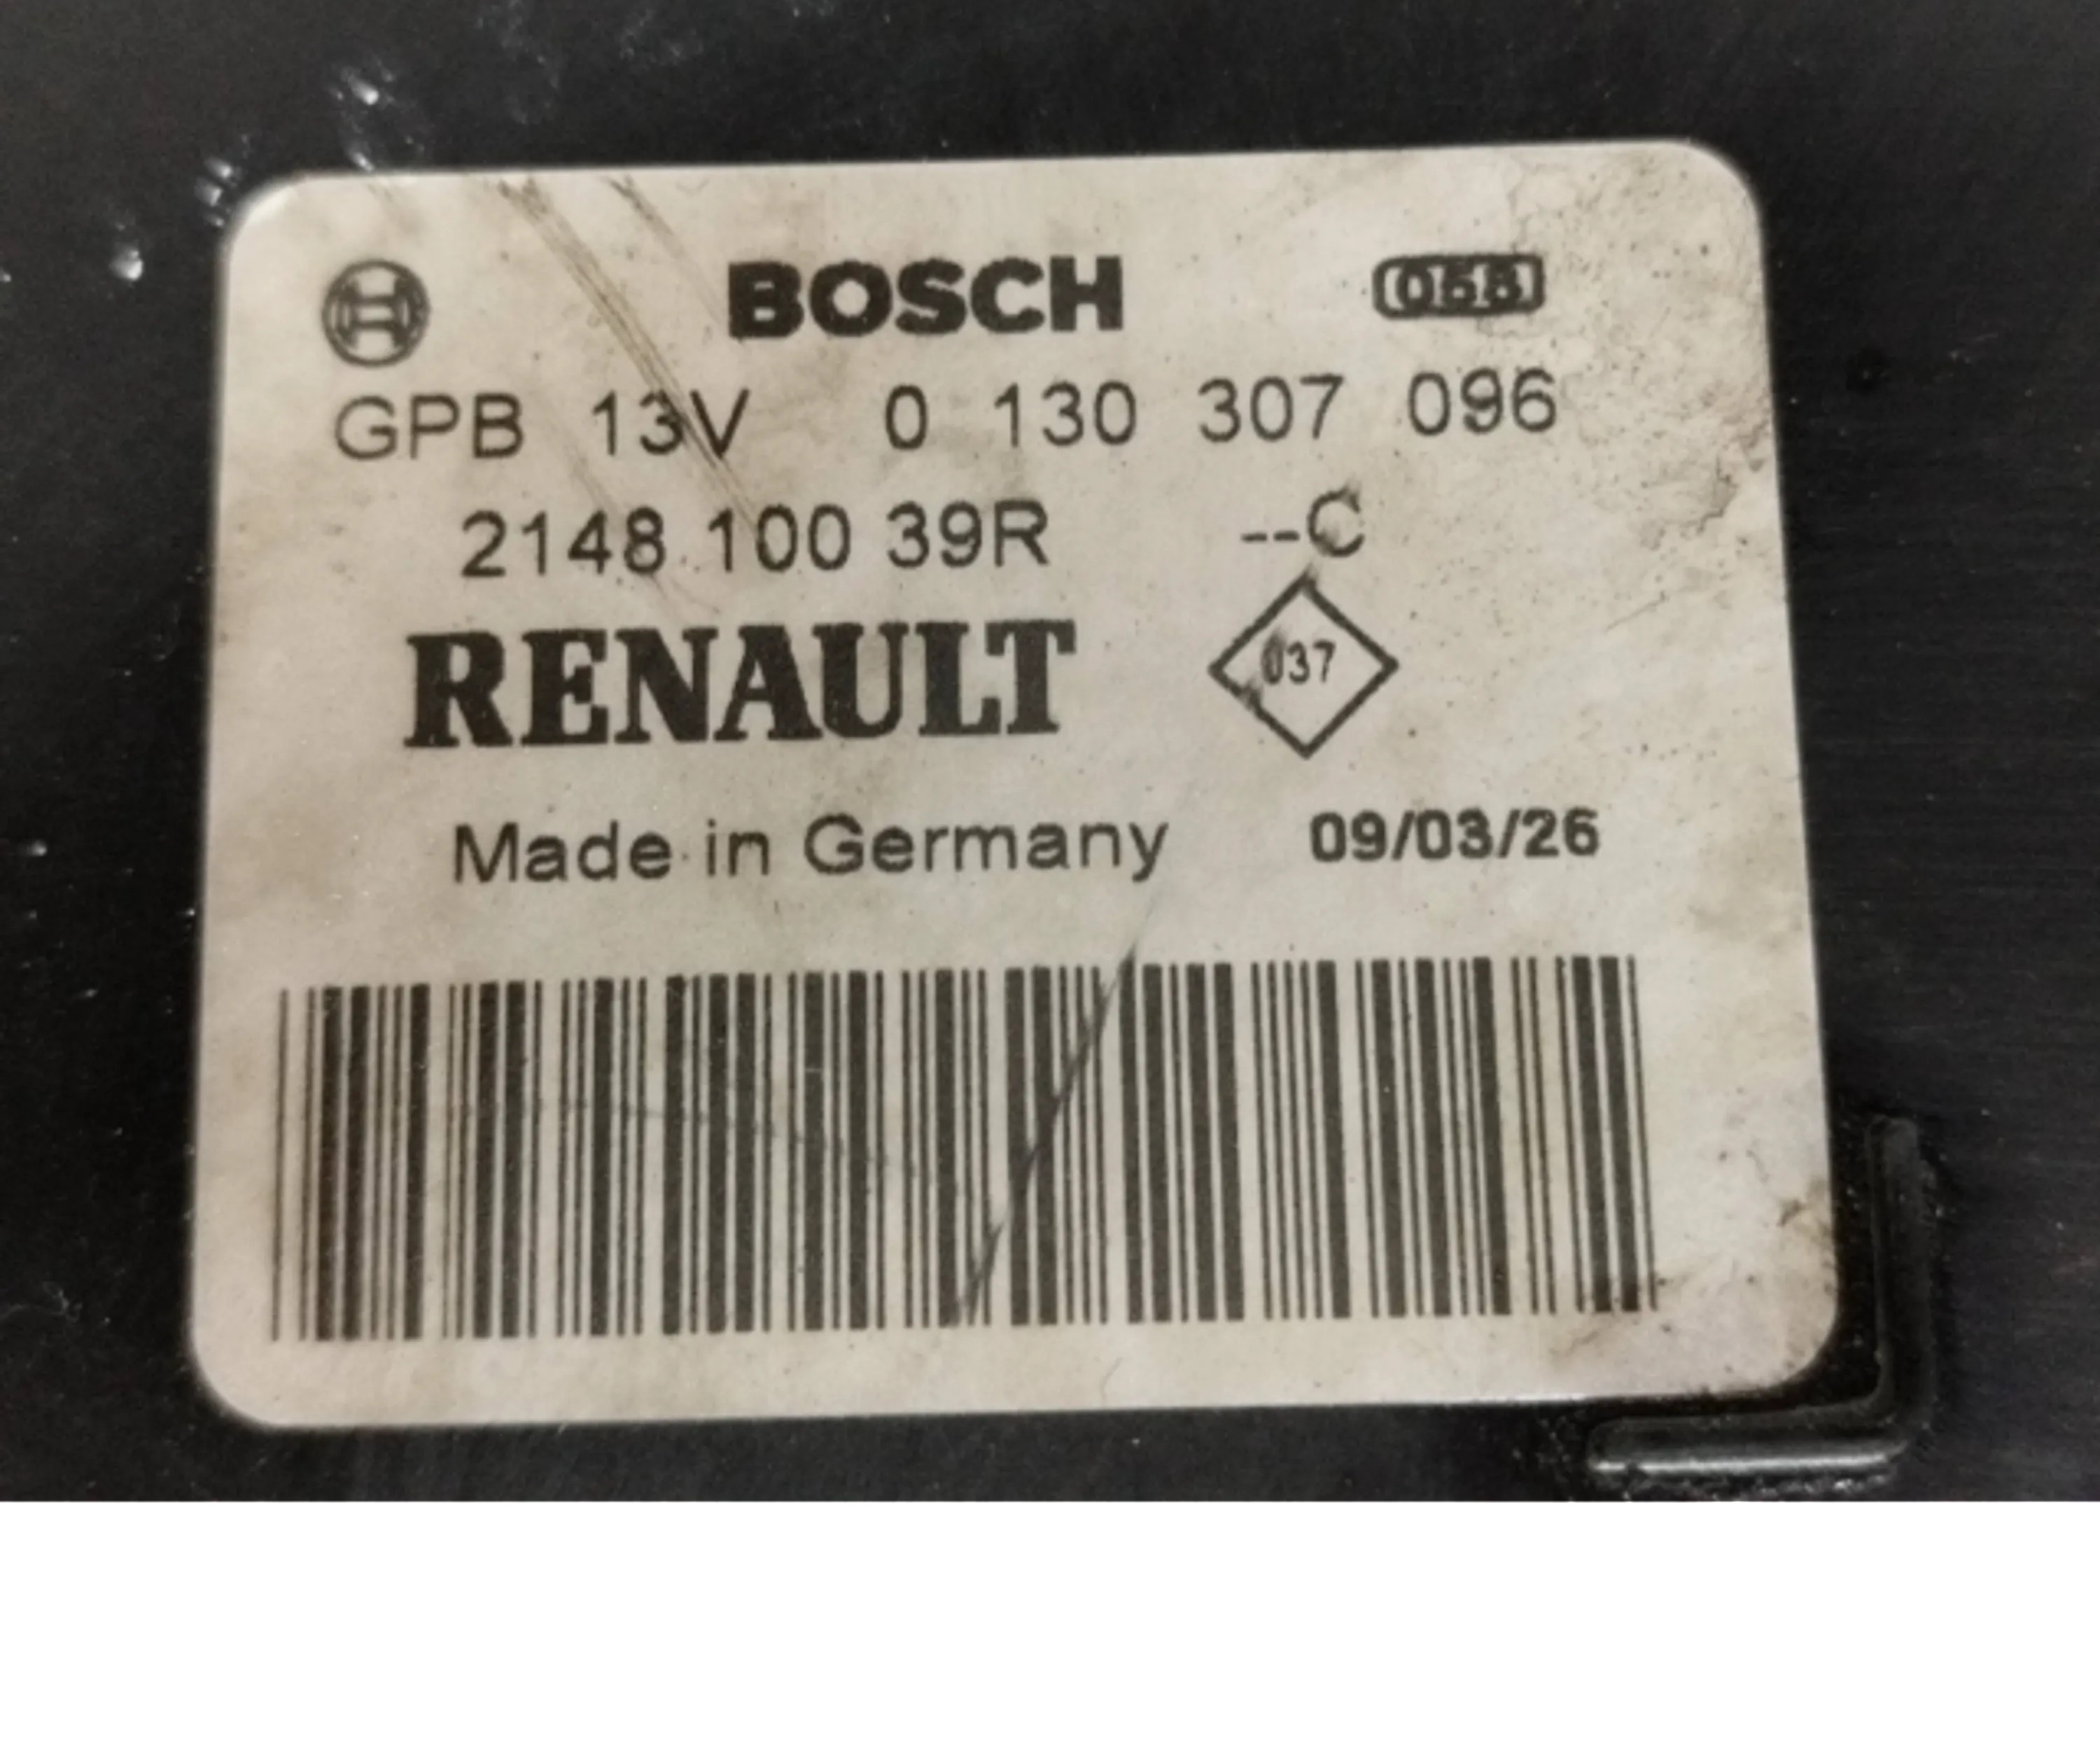 BOSCH
GPB 13V 0 130 307 096
2148 100 39R --C
RENAULT 037
Made in Germany 09/03/26